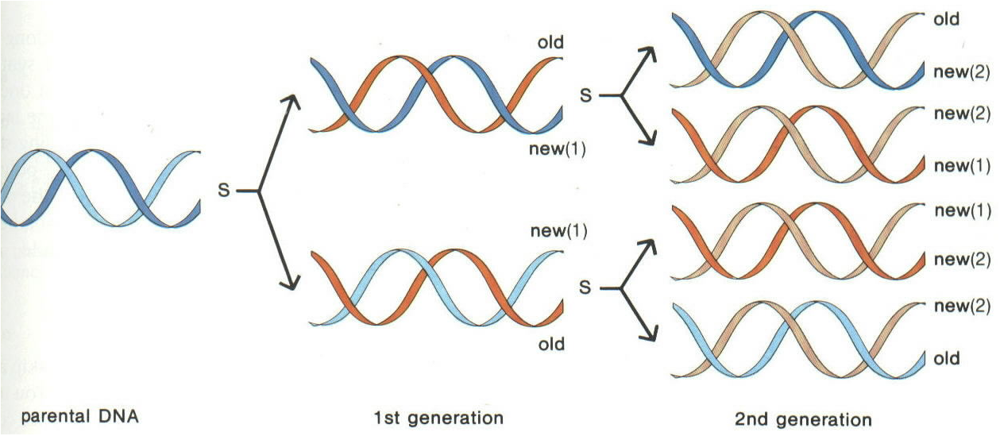 old
new(1)
new(1)
old
old
new(2)
new(2)
new(1)
new(1)
new(2)
new(2)
old
S
S
S
parental DNA
1st generation
2nd generation